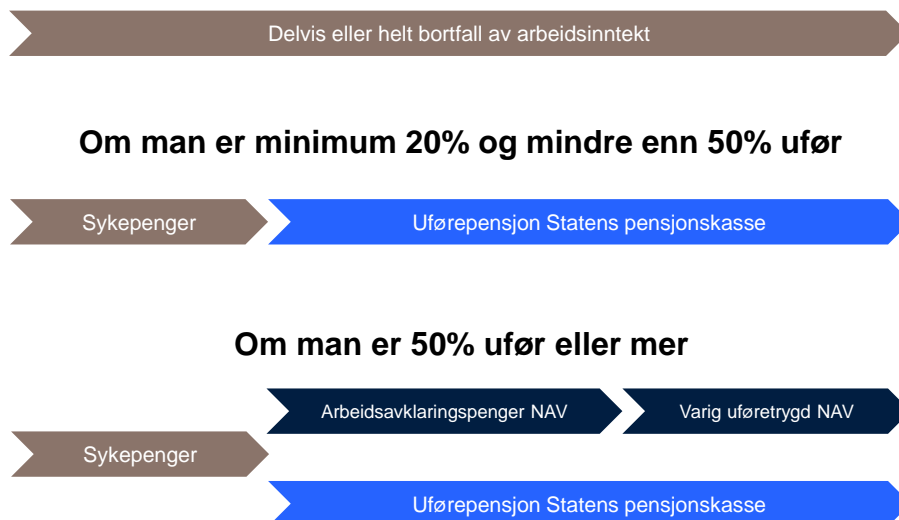 Delvis eller helt bortfall av arbeidsinntekt
Om man er minimum 20% og mindre enn 50% ufør
Sykepenger
Uførepensjon Statens pensjonskasse
Om man er 50% ufør eller mer
Arbeidsavklaringspenger NAV
Varig uføretrygd NAV
Sykepenger
Uførepensjon Statens pensjonskasse